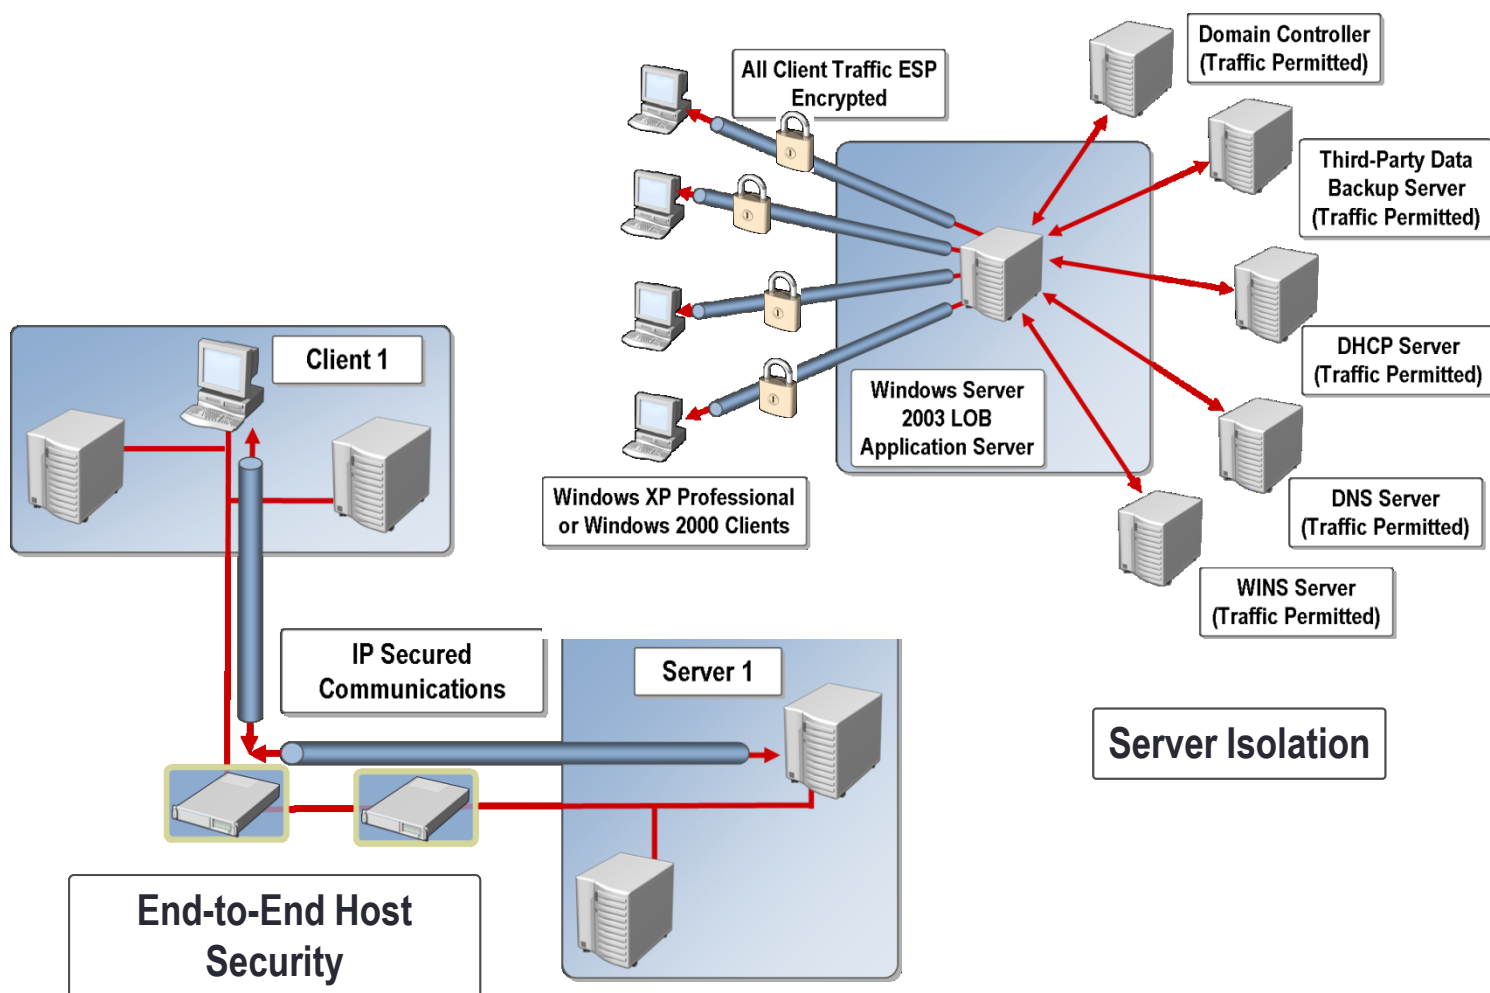 All Client Traffic ESP
Encrypted
Domain Controller
(Traffic Permitted)
Third-Party Data
Backup Server
(Traffic Permitted)
DHCP Server
(Traffic Permitted)
DNS Server
(Traffic Permitted)
WINS Server
(Traffic Permitted)
Windows Server
2003 LOB
Application Server
Windows XP Professional
or Windows 2000 Clients
Server Isolation
Client 1
IP Secured
Communications
Server 1
End-to-End Host
Security